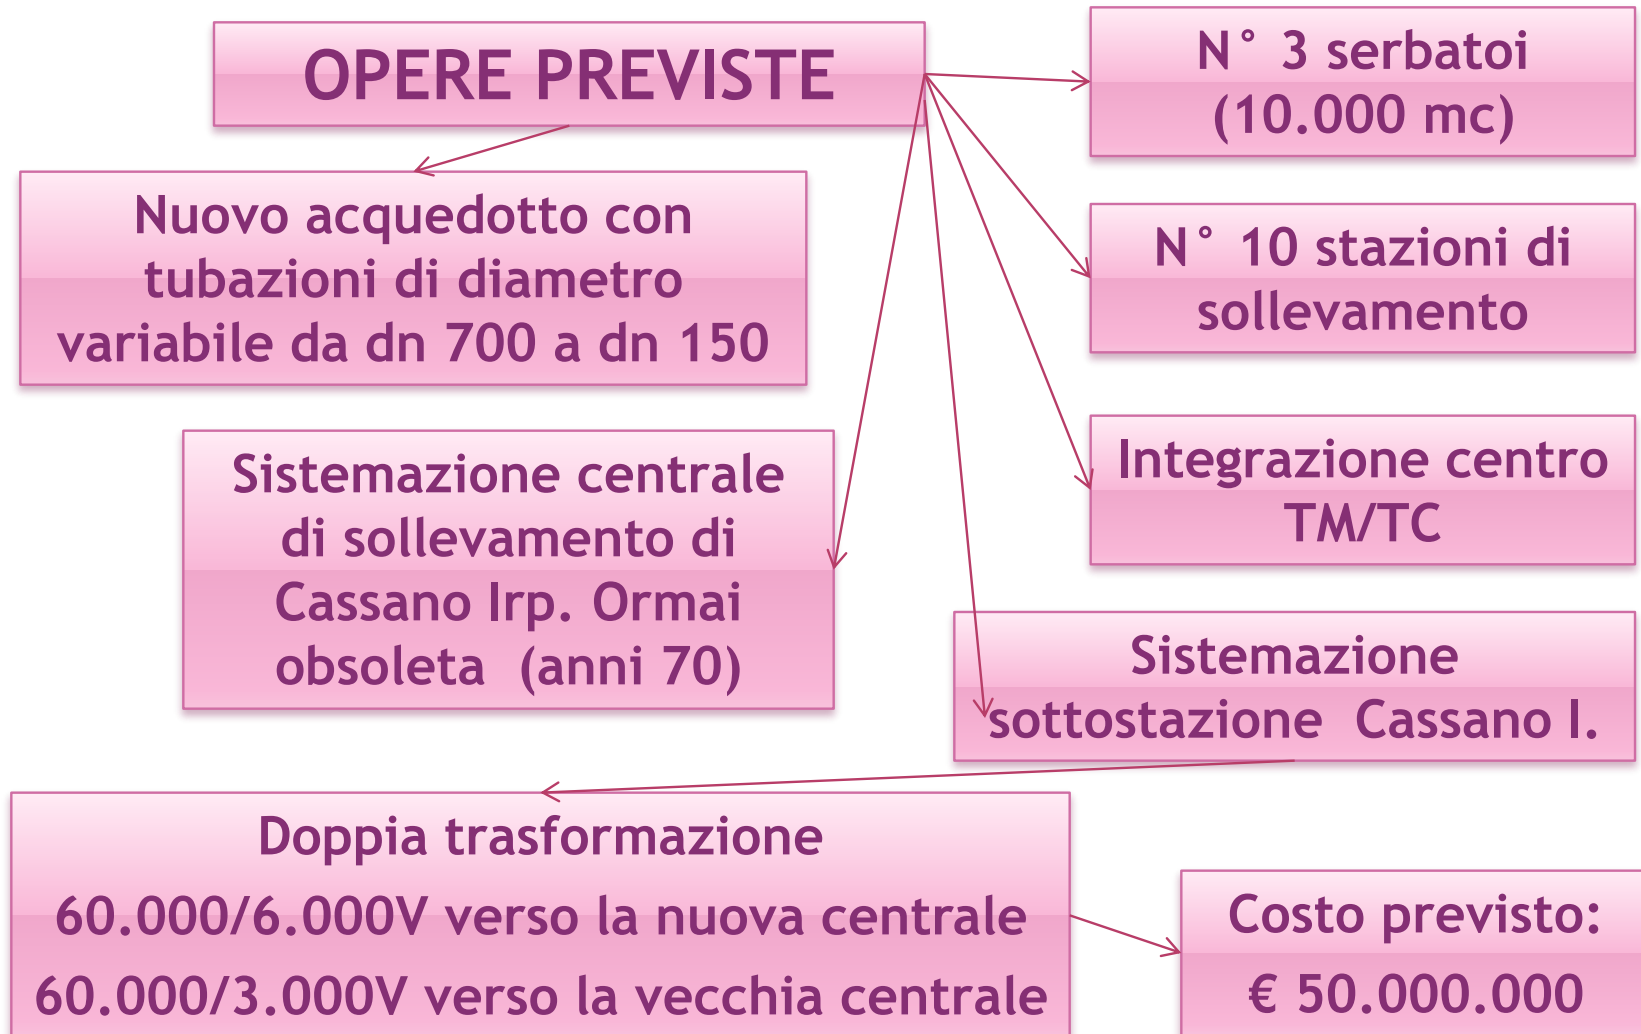 OPERE PREVISTE
N° 3 serbatoi
(10.000 mc)
Nuovo acquedotto con
tubazioni di diametro
variabile da dn 700 a dn 150
N° 10 stazioni di
sollevamento
Sistemazione centrale
di sollevamento di
Cassano Irp. Ormai
obsoleta (anni 70)
Integrazione centro
TM/TC
Sistemazione
sottostazione Cassano I.
Doppia trasformazione
60.000/6.000V verso la nuova centrale
60.000/3.000V verso la vecchia centrale
Costo previsto:
€ 50.000.000